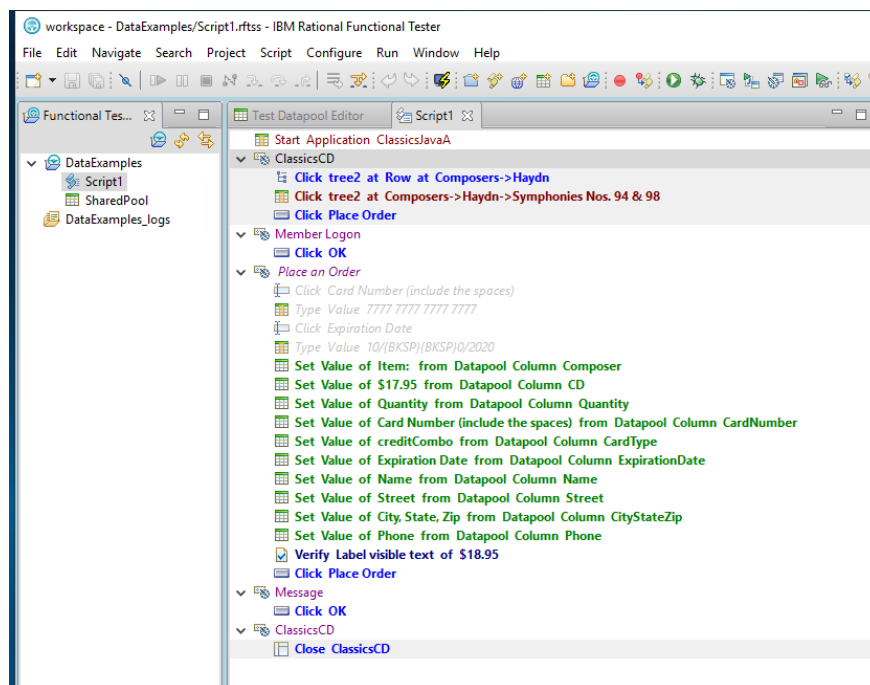 workspace - DataExamples/Script1.rftss - IBM Rational Functional Tester
File Edit Navigate Search Project Script Configure Run Window Help
Functional Tes...
DataExamples
Script1
SharedPool
DataExamples_logs
Test Datapool Editor
Script1
Start Application ClassicsJavaA
ClassicsCD
Click tree2 at Row at Composers->Haydn
Click tree2 at Composers->Haydn->Symphonies Nos. 94 & 98
Click Place Order
Member Logon
Click OK
Place an Order
Click Card Number (include the spaces)
Type Value 7777 7777 7777 7777
Click Expiration Date
Type Value 10/{BKSP}{BKSP}0/2020
Set Value of Item: from Datapool Column Composer
Set Value of $17.95 from Datapool Column CD
Set Value of Quantity from Datapool Column Quantity
Set Value of Card Number (include the spaces) from Datapool Column CardNumber
Set Value of creditCombo from Datapool Column CardType
Set Value of Expiration Date from Datapool Column ExpirationDate
Set Value of Name from Datapool Column Name
Set Value of Street from Datapool Column Street
Set Value of City, State, Zip from Datapool Column CityStateZip
Set Value of Phone from Datapool Column Phone
Verify Label visible text of $18.95
Click Place Order
Message
Click OK
ClassicsCD
Close ClassicsCD